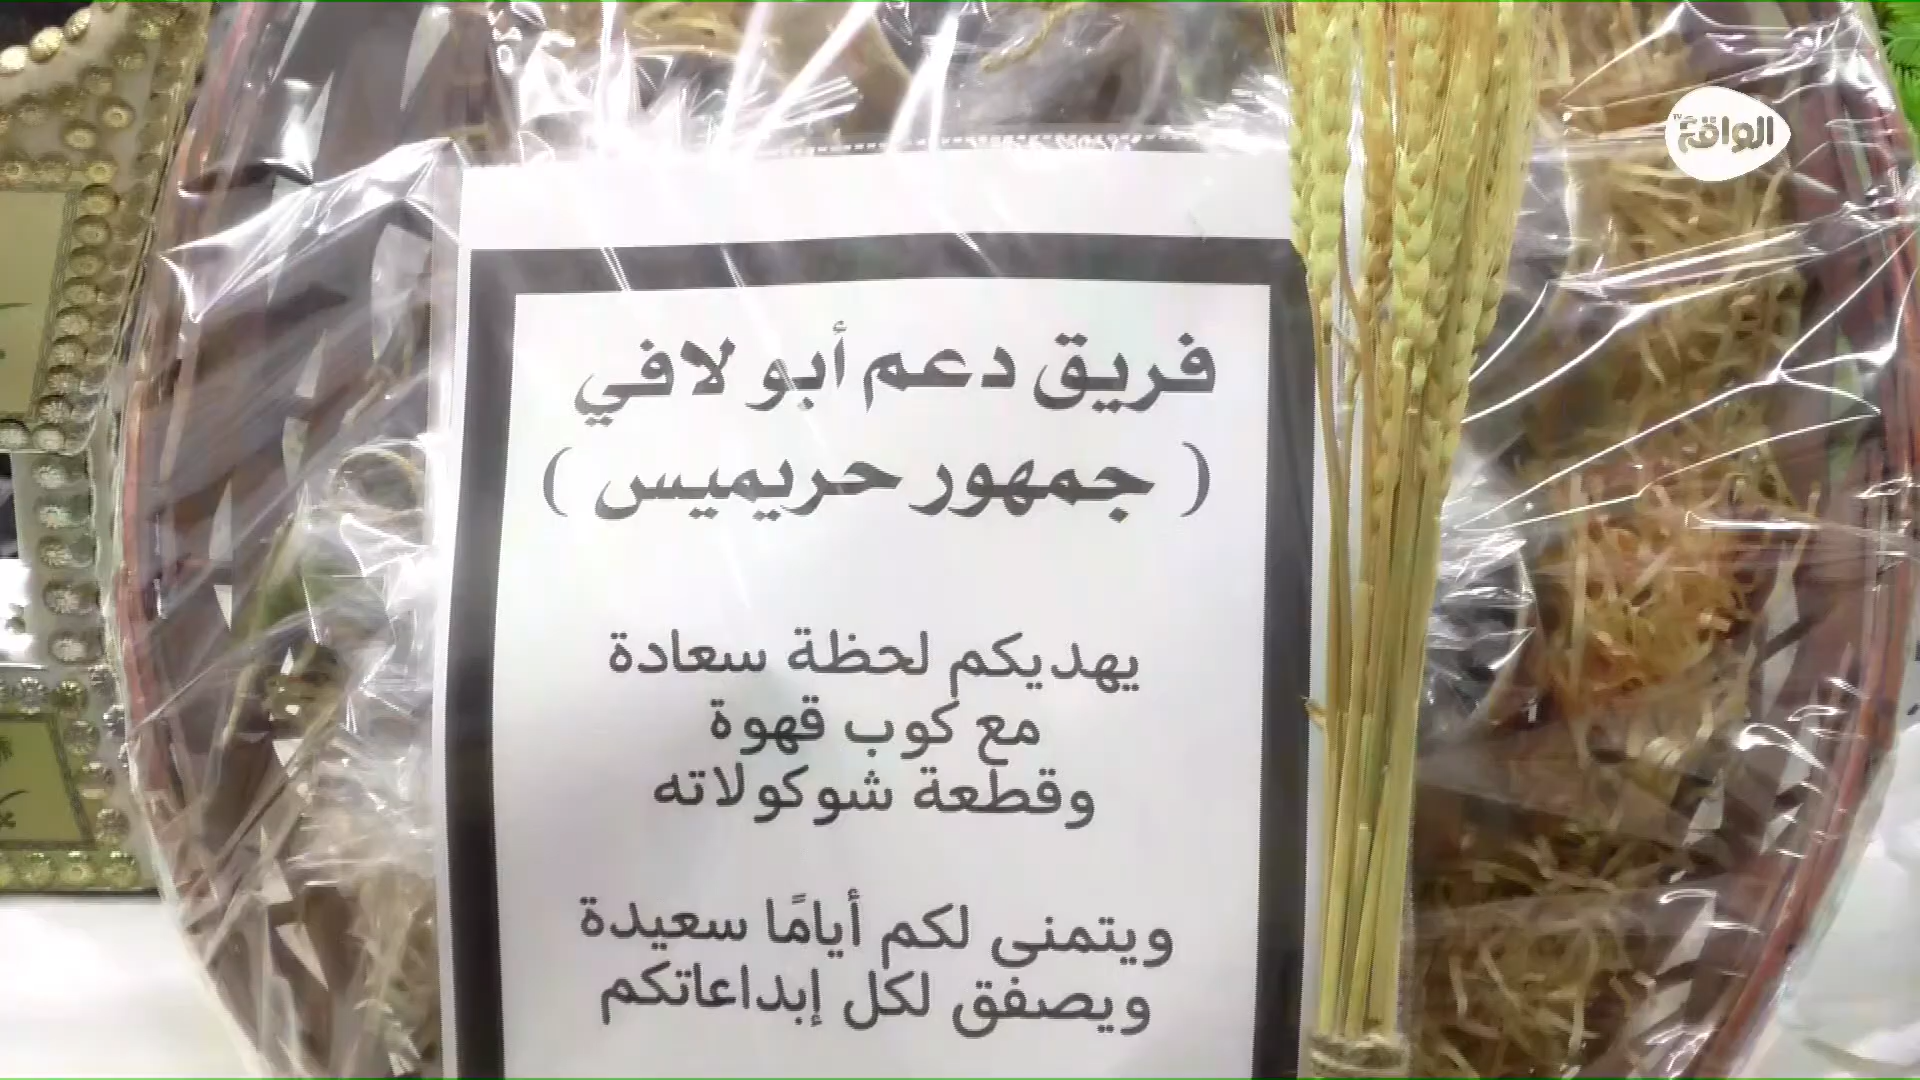 الواقع TV
فريق دعم أبو لافي
( جمهور حريميس )
يهديكم لحظة سعادة
مع كوب قهوة
وقطعة شوكولاته
ويتمنى لكم أيامًا سعيدة
ويصفق لكل إبداعاتكم